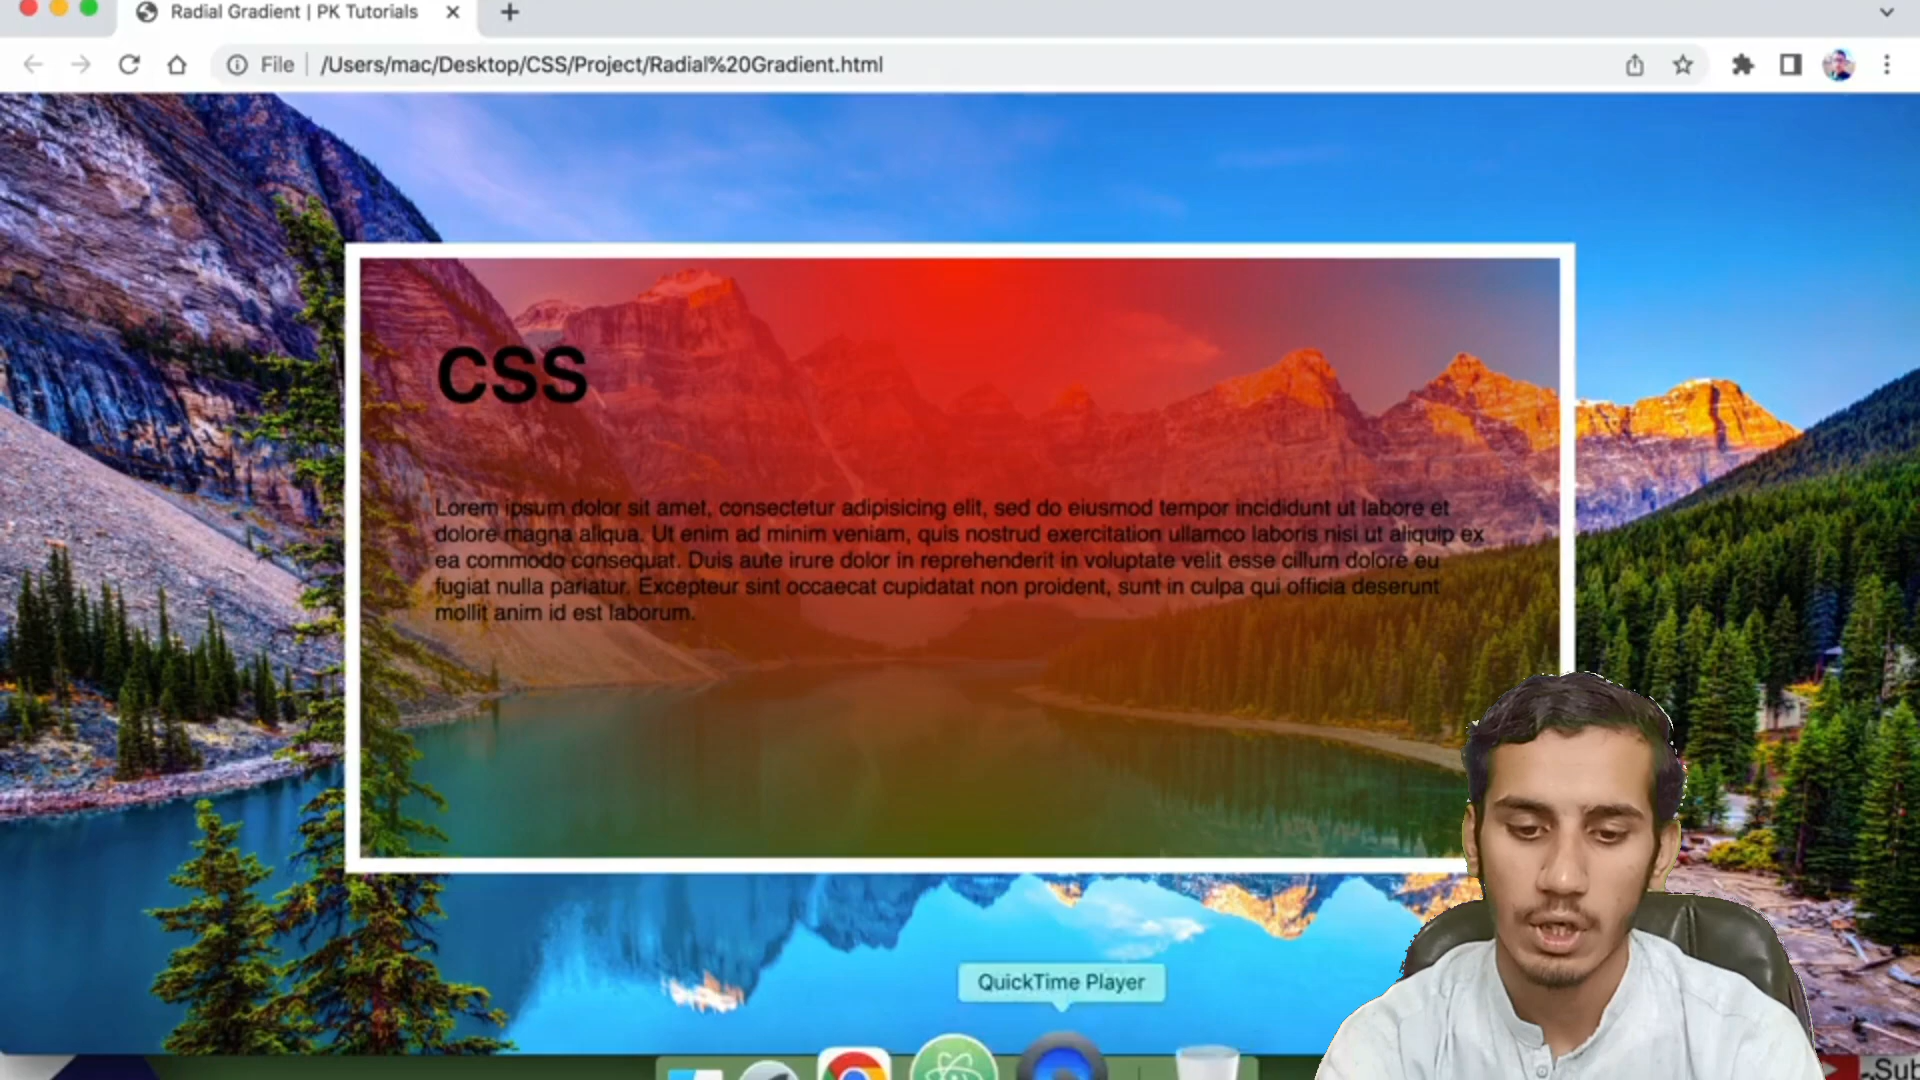 Radial Gradient | PK Tutorials
File /Users/mac/Desktop/CSS/Project/Radial%20Gradient.html
CSS
Lorem ipsum dolor sit amet, consectetur adipisicing elit, sed do eiusmod tempor incididunt ut labore et
dolore magna aliqua. Ut enim ad minim veniam, quis nostrud exercitation ullamco laboris nisi ut aliquip ex
ea commodo consequat. Duis aute irure dolor in reprehenderit in voluptate velit esse cillum dolore eu
fugiat nulla pariatur. Excepteur sint occaecat cupidatat non proident, sunt in culpa qui officia deserunt
mollit anim id est laborum.
QuickTime Player